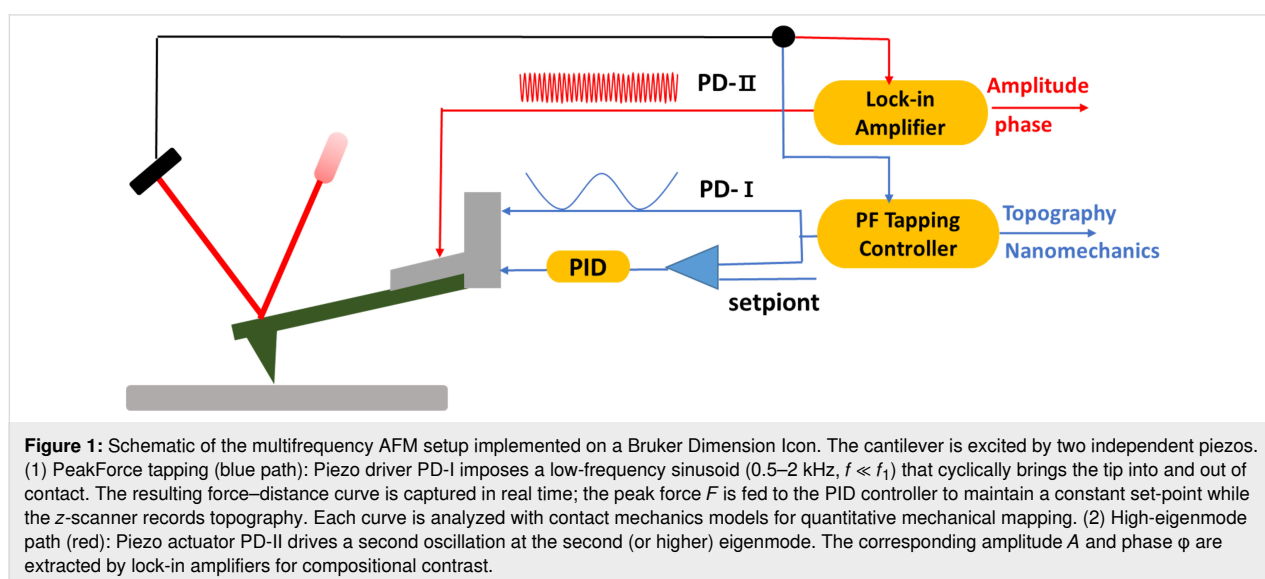 PD-Ⅱ
Lock-in
Amplifier
Amplitude
phase
PD-Ⅰ
PF Tapping
Controller
Topography
Nanomechanics
PID
setpiont
Figure 1: Schematic of the multifrequency AFM setup implemented on a Bruker Dimension Icon. The cantilever is excited by two independent piezos.
(1) PeakForce tapping (blue path): Piezo driver PD-I imposes a low-frequency sinusoid (0.5–2 kHz, f ≪ f₁) that cyclically brings the tip into and out of
contact. The resulting force–distance curve is captured in real time; the peak force F is fed to the PID controller to maintain a constant set-point while
the z-scanner records topography. Each curve is analyzed with contact mechanics models for quantitative mechanical mapping. (2) High-eigenmode
path (red): Piezo actuator PD-II drives a second oscillation at the second (or higher) eigenmode. The corresponding amplitude A and phase φ are
extracted by lock-in amplifiers for compositional contrast.